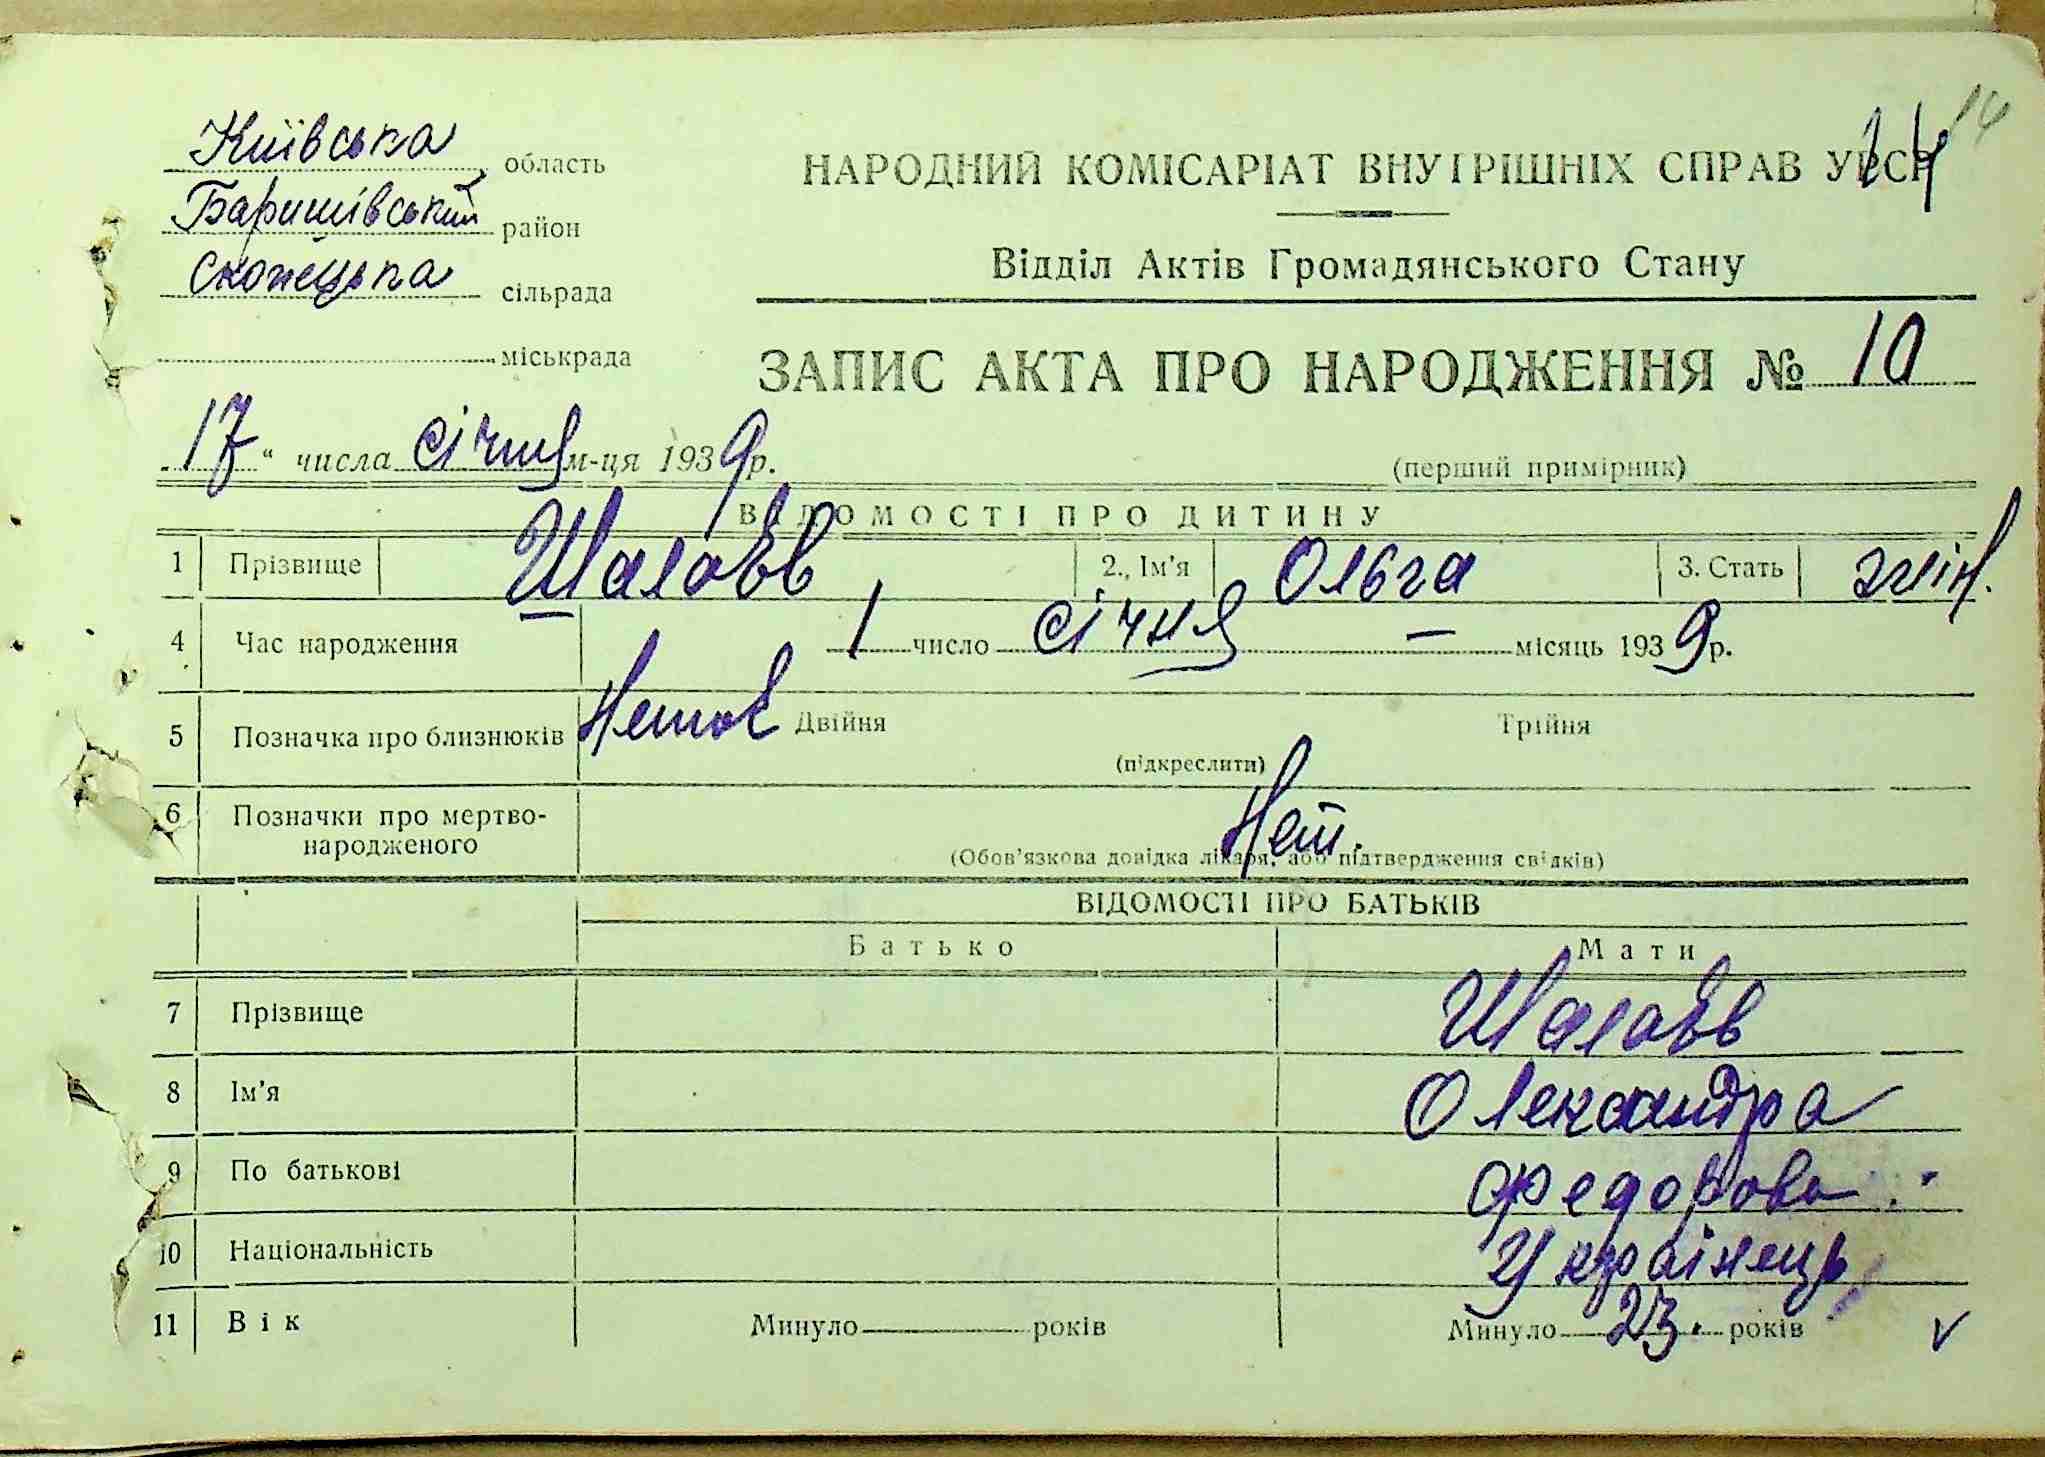 Київська область
Баришівський район
Скопецька сільрада
міськрада
14
14
НАРОДНИЙ КОМІСАРІАТ ВНУТРІШНІХ СПРАВ УРСР
Відділ Актів Громадянського Стану
ЗАПИС АКТА ПРО НАРОДЖЕННЯ № 10
"17" числа січня м-ця 1939 р.
(перший примірник)
ВІДОМОСТІ ПРО ДИТИНУ
1 Прізвище Шалаєв 2., Ім'я Ольга 3. Стать жін.
4 Час народження 1 число січня місяць 1939 р.
5 Позначка про близнюків Немає Двійня Трійня
(підкреслити)
6 Позначки про мертво-
народженого Нет.
(Обов'язкова довідка лікаря, або підтвердження свідків)
ВІДОМОСТІ ПРО БАТЬКІВ
Батько Мати
7 Прізвище Шалаєв
8 Ім'я Олександра
9 По батькові Федорова
10 Національність Українець
11 Вік Минуло років Минуло 23. років